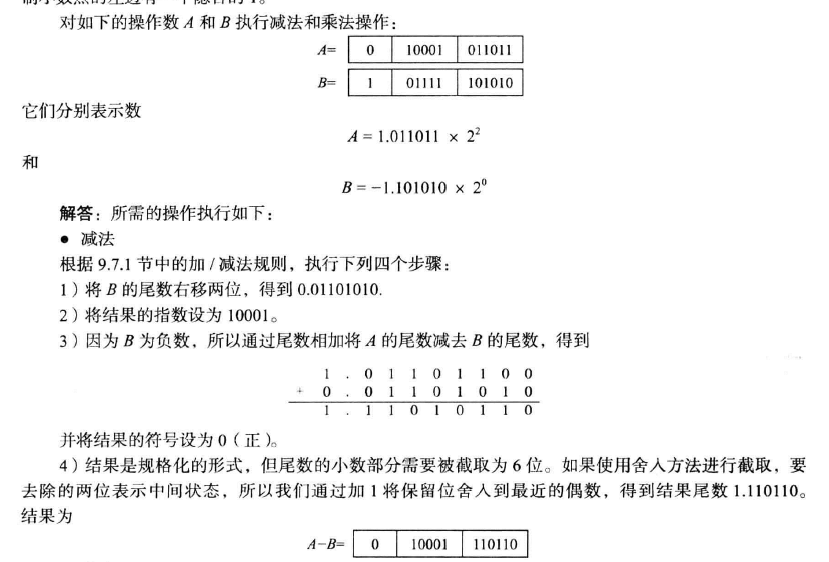 对如下的操作数 A 和 B 执行减法和乘法操作：
A= 0 10001 011011
B= 1 01111 101010
它们分别表示数
A = 1.011011 × 2²
和
B = −1.101010 × 2⁰
解答：所需的操作执行如下：
● 减法
根据 9.7.1 节中的加 / 减法规则，执行下列四个步骤：
1）将 B 的尾数右移两位，得到 0.01101010.
2）将结果的指数设为 10001。
3）因为 B 为负数，所以通过尾数相加将 A 的尾数减去 B 的尾数，得到
1 . 0 1 1 0 1 1 0 0
+ 0 . 0 1 1 0 1 0 1 0
1 . 1 1 0 1 0 1 1 0
并将结果的符号设为 0（正）。
4）结果是规格化的形式，但尾数的小数部分需要被截取为 6 位。如果使用舍入方法进行截取，要
去除的两位表示中间状态，所以我们通过加 1 将保留位舍入到最近的偶数，得到结果尾数 1.110110。
结果为
A−B= 0 10001 110110